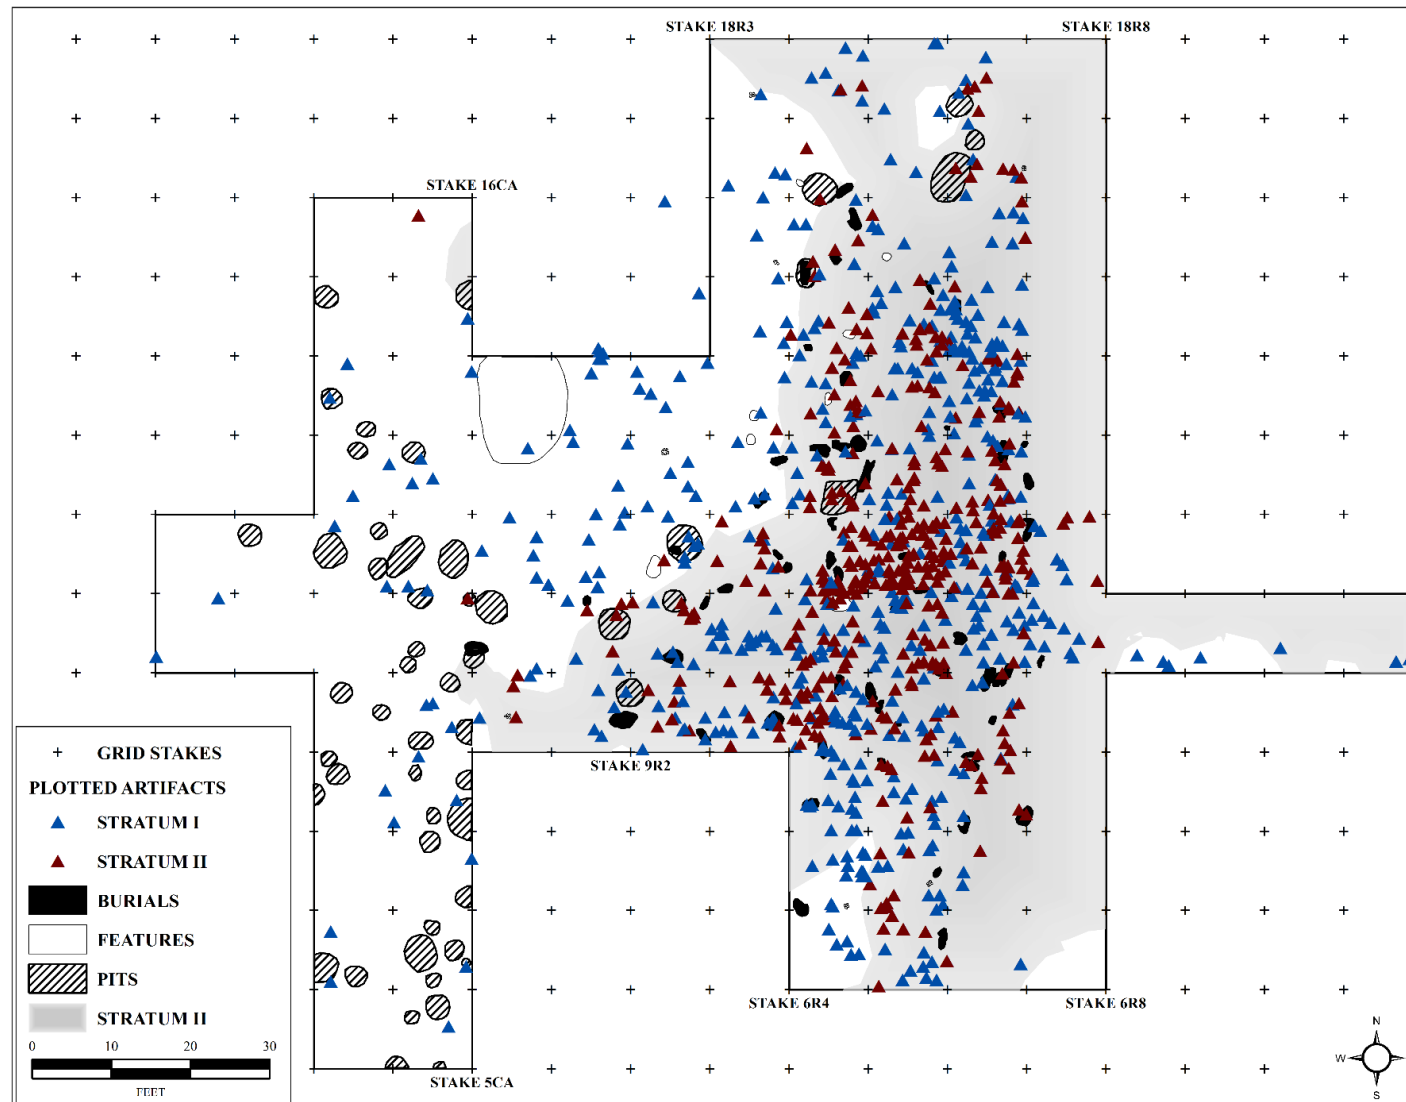 STAKE 18R3
STAKE 18R8
STAKE 16CA
GRID STAKES
PLOTTED ARTIFACTS
STRATUM I
STRATUM II
BURIALS
FEATURES
PITS
STRATUM II
0 10 20 30
FEET
STAKE 9R2
STAKE 6R4
STAKE 6R8
STAKE 5CA
N
W
S